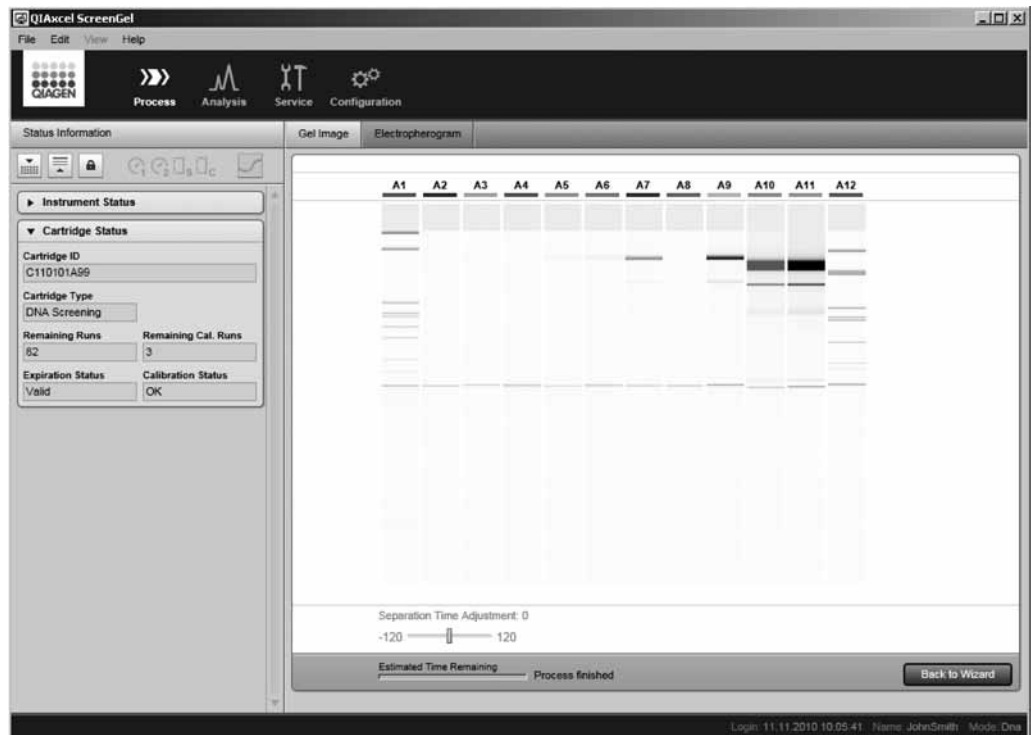 QIAxcel ScreenGel
File Edit View Help
QIAGEN
Process Analysis Service Configuration
Status Information
Gel Image Electropherogram
Instrument Status
Cartridge Status
Cartridge ID
C110101A99
Cartridge Type
DNA Screening
Remaining Runs Remaining Cal. Runs
62 3
Expiration Status Calibration Status
Valid OK
A1 A2 A3 A4 A5 A6 A7 A8 A9 A10 A11 A12
Separation Time Adjustment: 0
-120 120
Estimated Time Remaining
Process finished
Back to Wizard
Login: 11.11.2010 10:05:41 Name: JohnSmith Mode: Dna